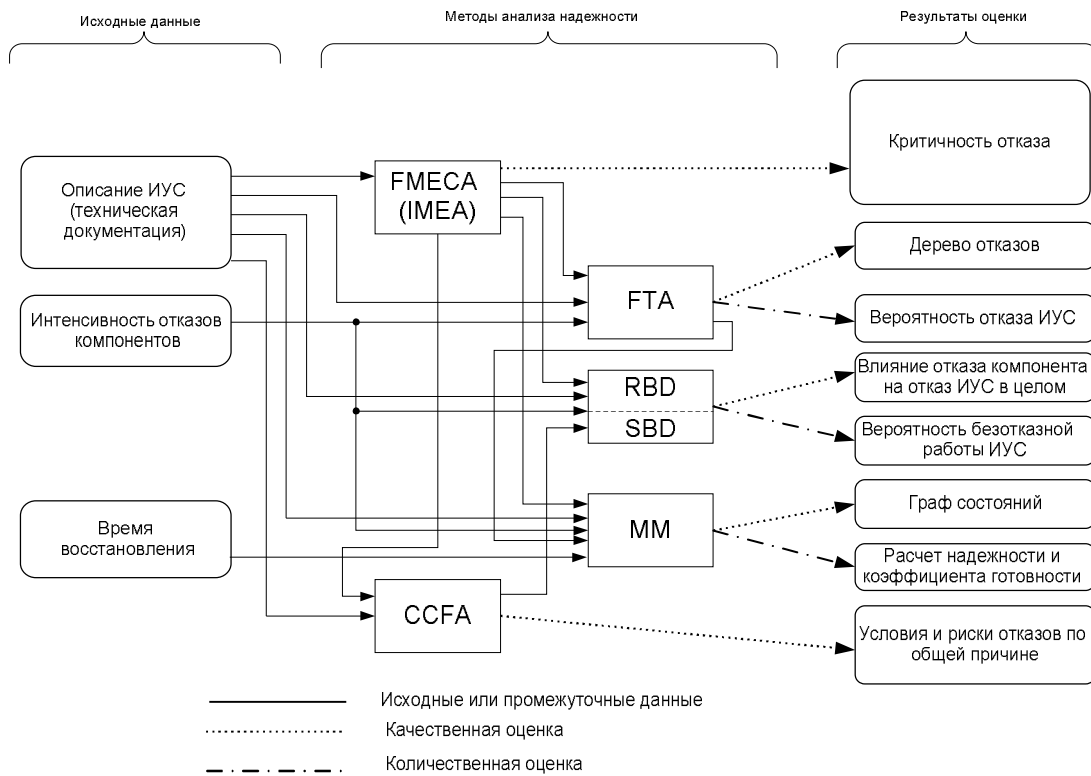 Исходные данные
Методы анализа надежности
Результаты оценки
Описание ИУС
(техническая
документация)
Интенсивность отказов
компонентов
Время
восстановления
FMECA
(IMEA)
FTA
RBD
SBD
MM
CCFA
Критичность отказа
Дерево отказов
Вероятность отказа ИУС
Влияние отказа компонента
на отказ ИУС в целом
Вероятность безотказной
работы ИУС
Граф состояний
Расчет надежности и
коэффициента готовности
Условия и риски отказов по
общей причине
Исходные или промежуточные данные
Качественная оценка
Количественная оценка